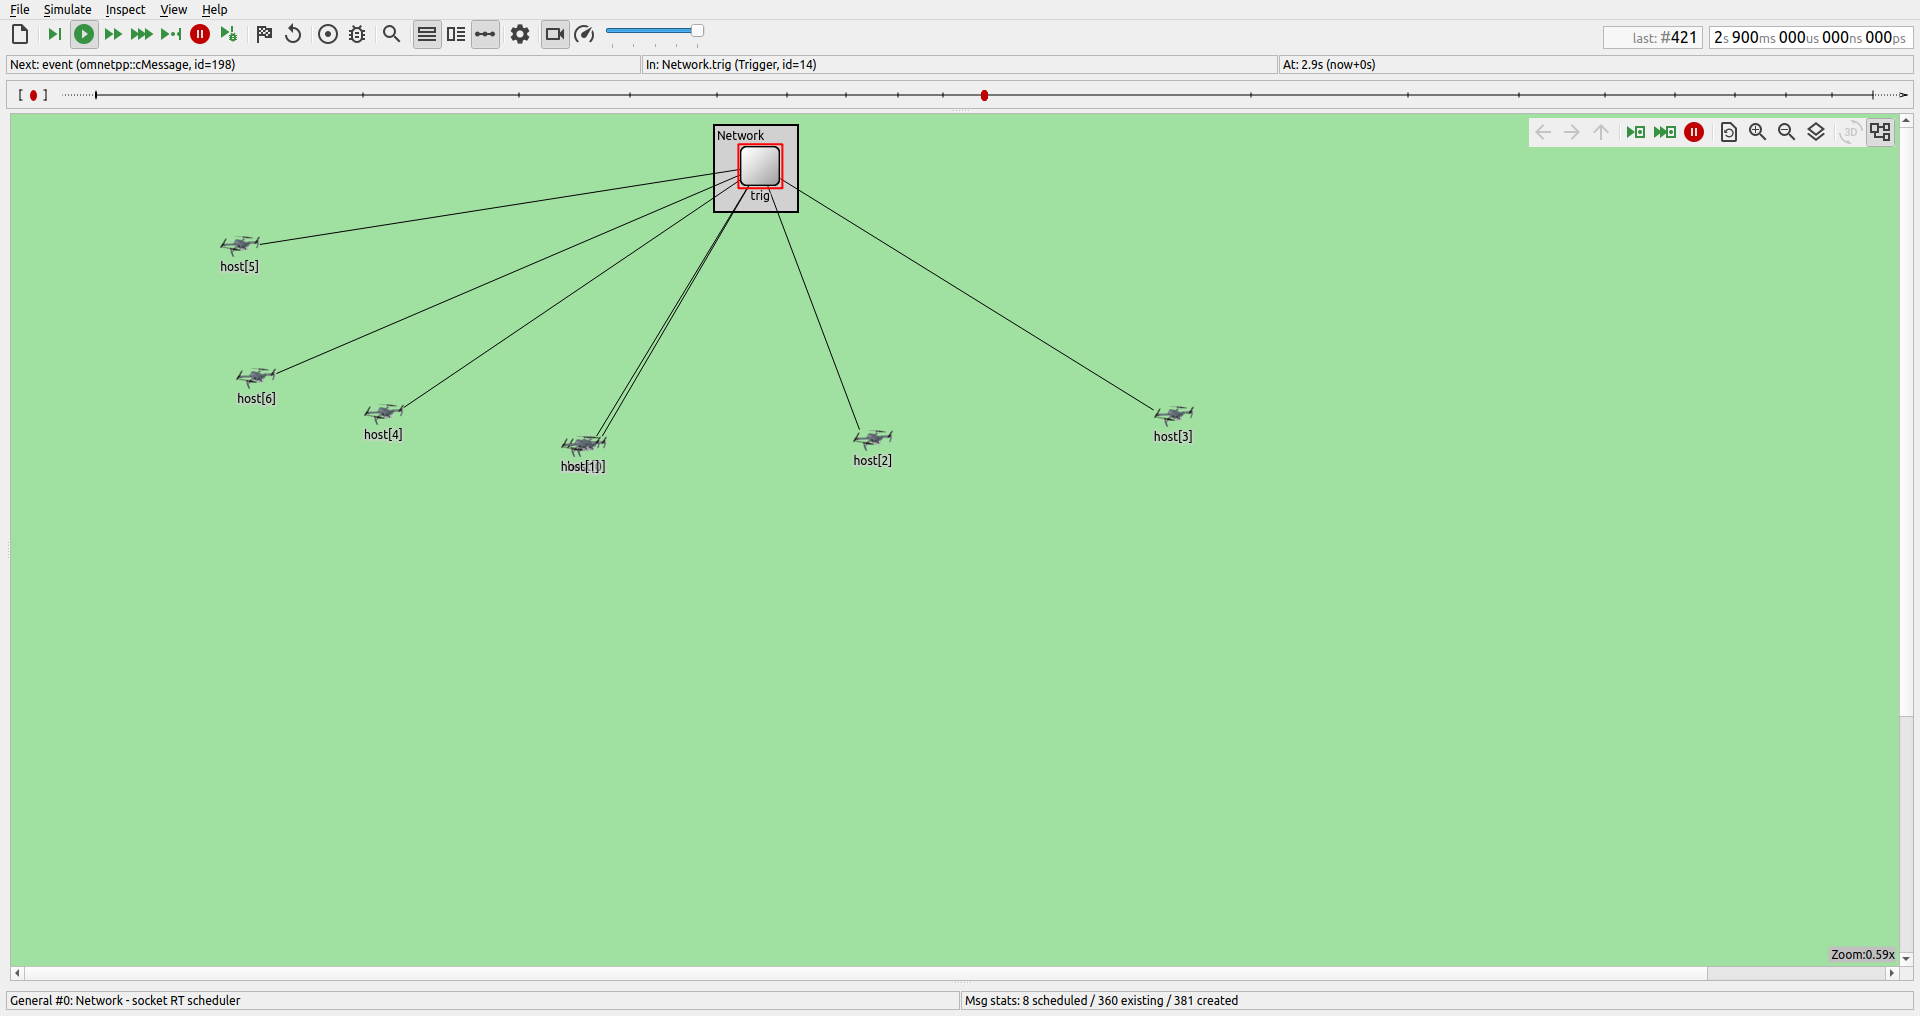 File Simulate Inspect View Help
last: #421 2s 900ms 000us 000ns 000ps
Next: event (omnetpp::cMessage, id=198) In: Network.trig (Trigger, id=14) At: 2.9s (now+0s)
[ ]
Network
3D
trig
host[5]
host[6]
host[4]
host[3]
host[2]
host[1]
Zoom:0.59x
General #0: Network - socket RT scheduler Msg stats: 8 scheduled / 360 existing / 381 created